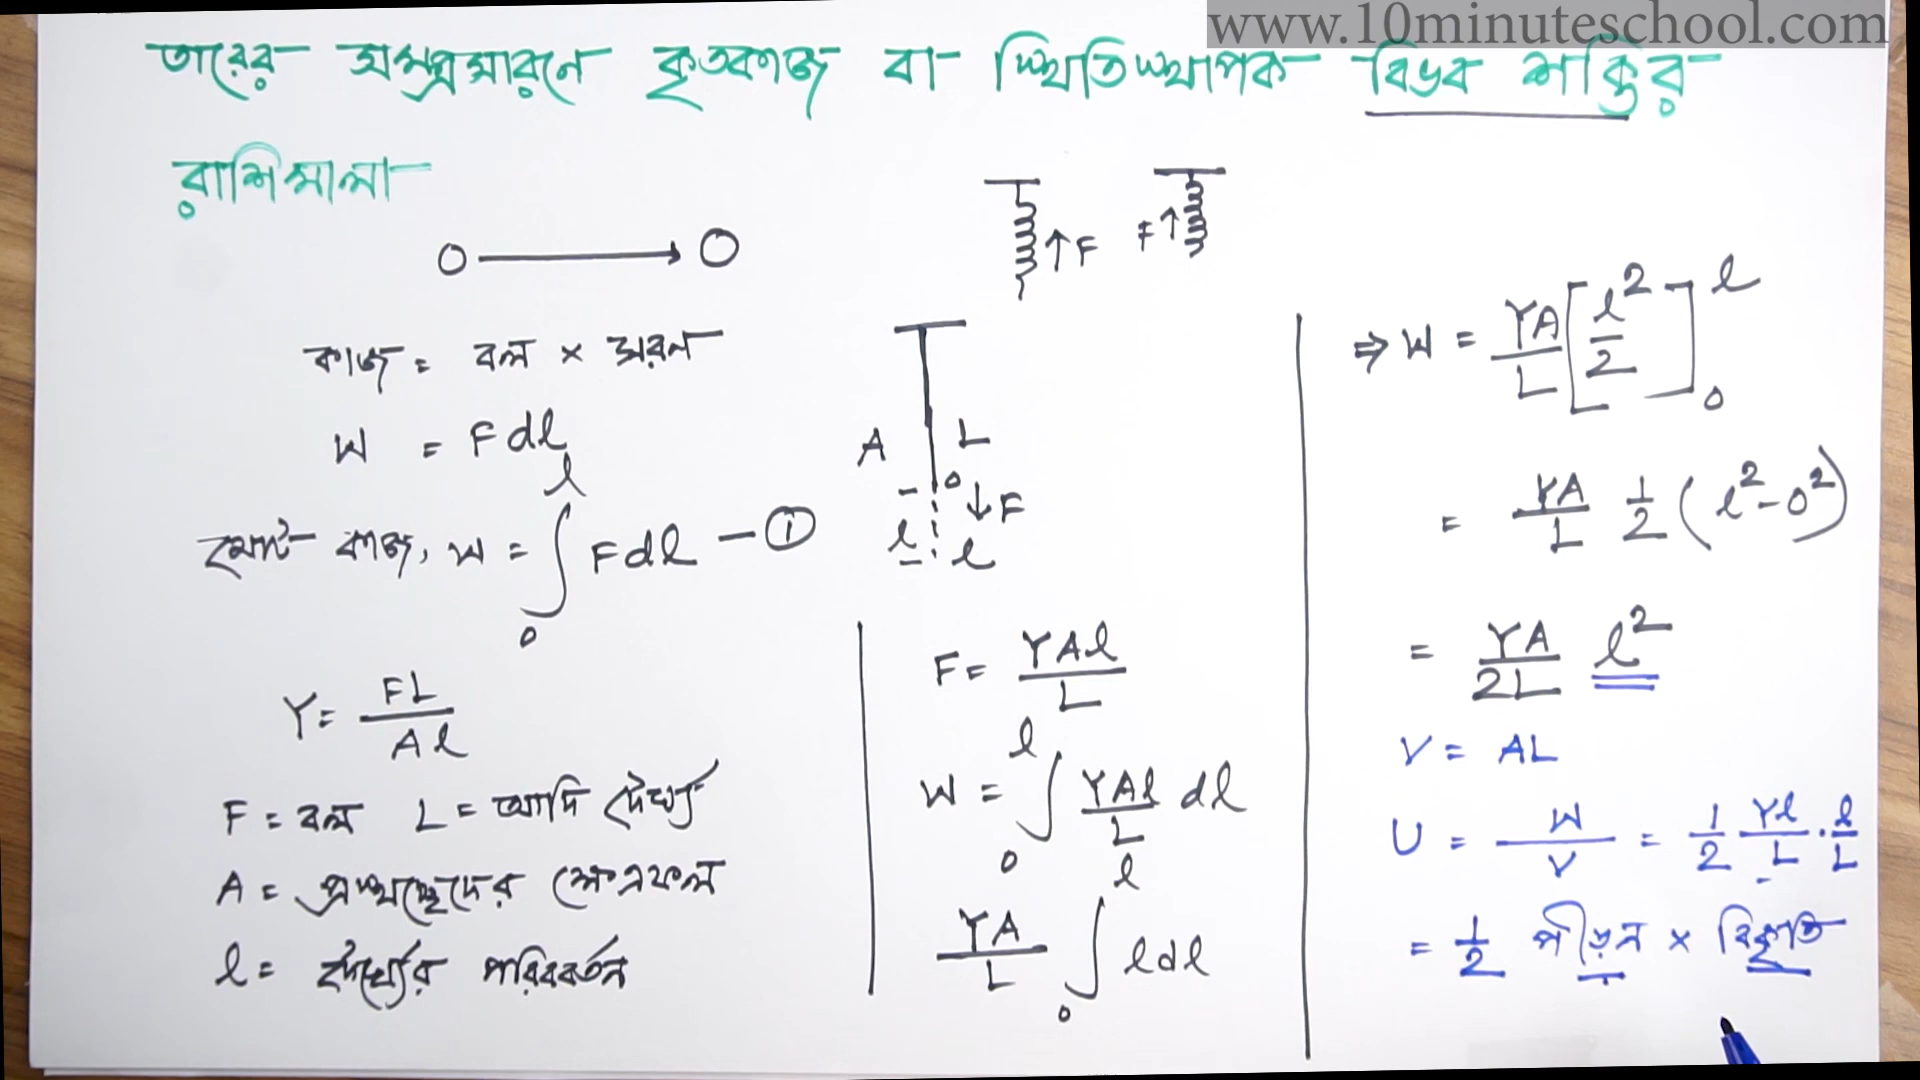 www.10minuteschool.com
তারের সম্প্রসারণে কৃতকাজ বা স্থিতিস্থাপক বিভব শক্তির
রাশিমালা
কাজ = বল × সরণ
W = Fdl
মোট কাজ, W = ∫₀ˡ Fdl — ①
Y = FL/Al
F = বল L = আদি দৈর্ঘ্য
A = প্রস্থচ্ছেদের ক্ষেত্রফল
l = দৈর্ঘ্যের পরিবর্তন
↑F F↑
A L
o ↓F
l l
F = YAl/L
W = ∫₀ˡ YAl/L dl
YA/L ∫₀ˡ ldl
⇒ W = YA/L [l²/2]₀ˡ
= YA/L 1/2 (l² - 0²)
= YA/2L l²
V = AL
U = W/V = 1/2 Yl/L · l/L
= 1/2 পীড়ন × বিকৃতি